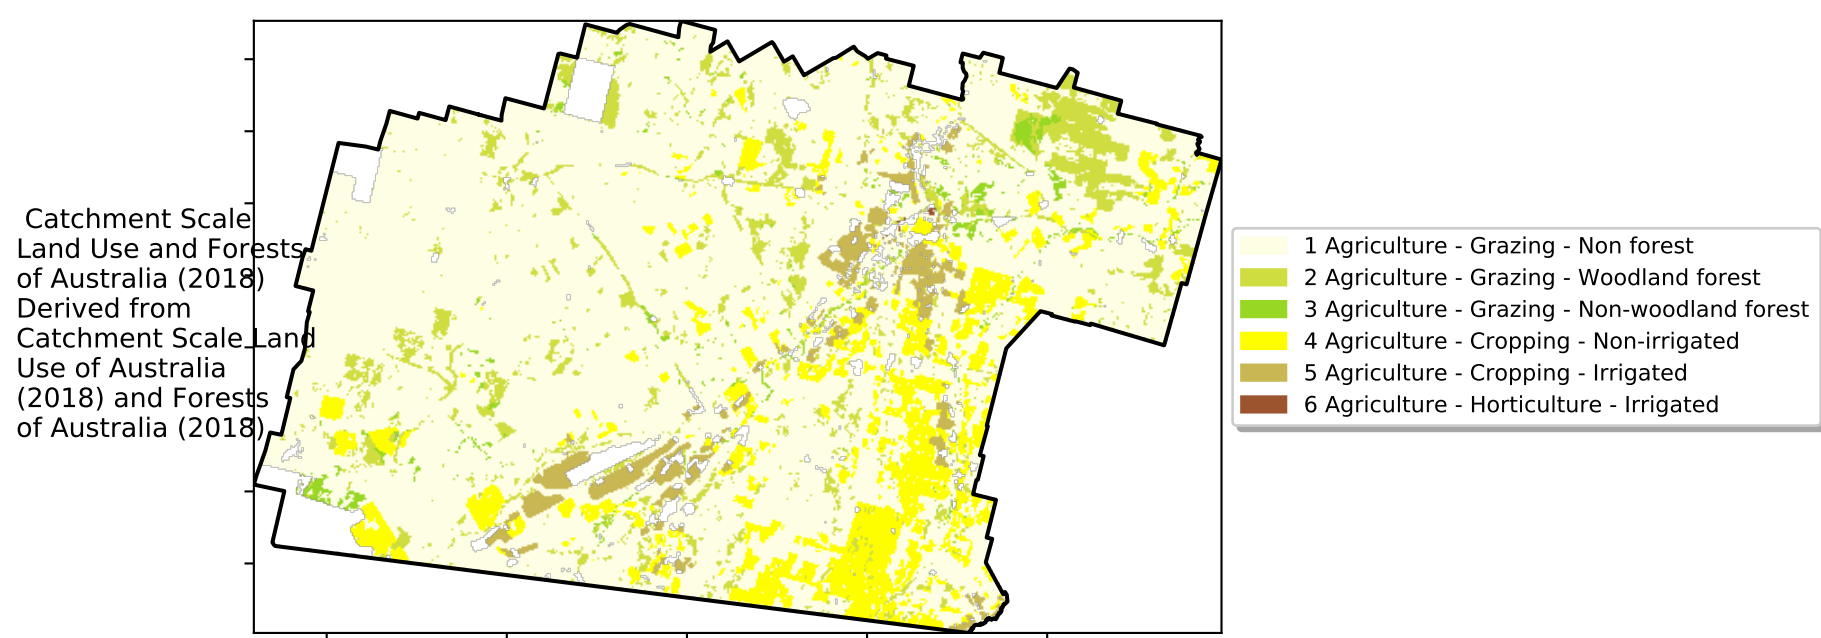 Catchment Scale
Land Use and Forests
of Australia (2018)
Derived from
Catchment Scale Land
Use of Australia
(2018) and Forests
of Australia (2018)
1 Agriculture - Grazing - Non forest
2 Agriculture - Grazing - Woodland forest
3 Agriculture - Grazing - Non-woodland forest
4 Agriculture - Cropping - Non-irrigated
5 Agriculture - Cropping - Irrigated
6 Agriculture - Horticulture - Irrigated